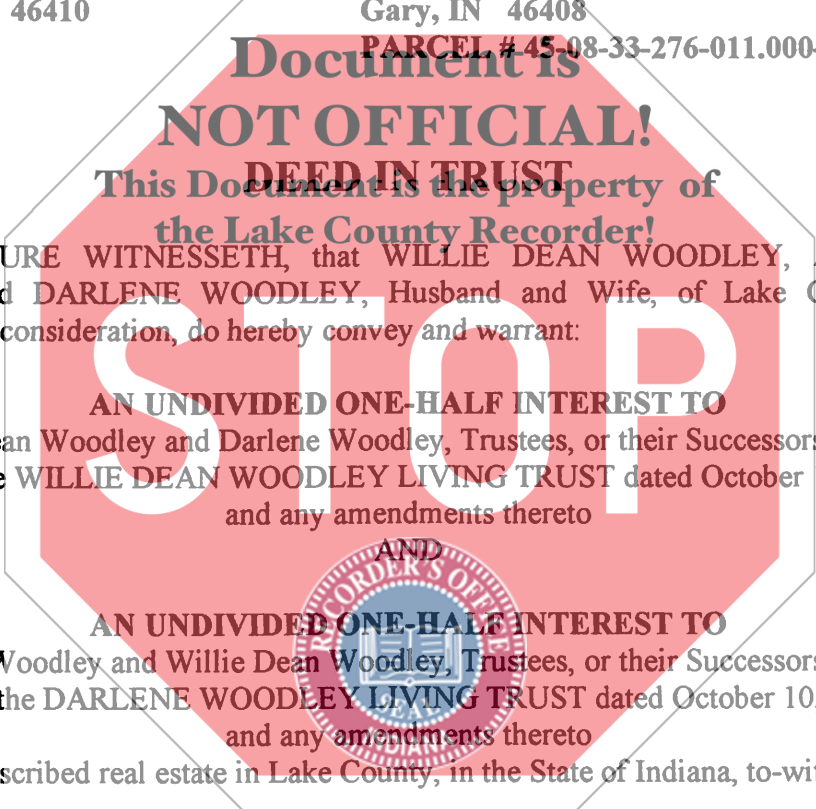 46410 Gary, IN 46408
PARCEL # 45-08-33-276-011.000-
Document is
NOT OFFICIAL!
DEED IN TRUST
This Document is the property of
the Lake County Recorder!
URE WITNESSETH, that WILLIE DEAN WOODLEY,
d DARLENE WOODLEY, Husband and Wife, of Lake C
consideration, do hereby convey and warrant:
STOP
AN UNDIVIDED ONE-HALF INTEREST TO
ean Woodley and Darlene Woodley, Trustees, or their Successors
e WILLIE DEAN WOODLEY LIVING TRUST dated October
and any amendments thereto
AND
RECORDER'S OFFICE
SEAL
INDIANA
AN UNDIVIDED ONE-HALF INTEREST TO
Woodley and Willie Dean Woodley, Trustees, or their Successors
the DARLENE WOODLEY LIVING TRUST dated October 10,
and any amendments thereto
scribed real estate in Lake County, in the State of Indiana, to-wit